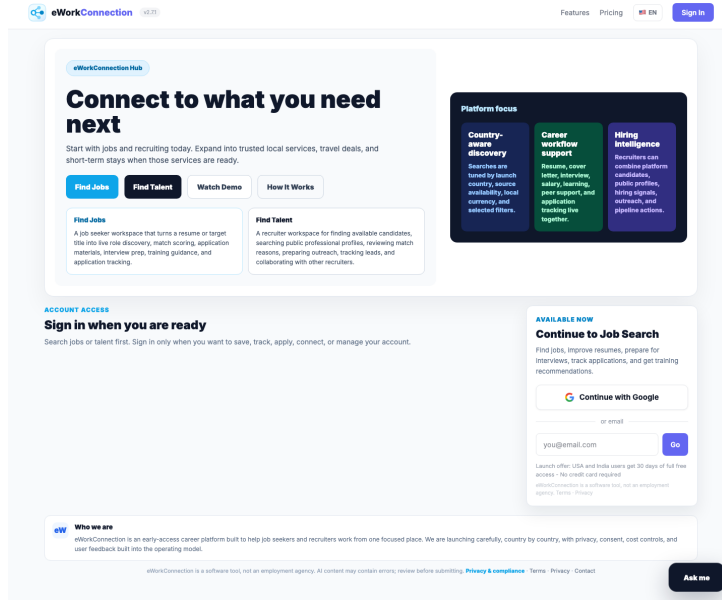 eWorkConnection v2.11 Features Pricing EN Sign In
eWorkConnection Hub
Connect to what you need
next
Start with jobs and recruiting today. Expand into trusted local services, travel deals, and
short-term stays when those services are ready.
Find Jobs Find Talent Watch Demo How It Works
Find Jobs
A job seeker workspace that turns a resume or target
title into live role discovery, match scoring, application
materials, interview prep, training guidance, and
application tracking.
Find Talent
A recruiter workspace for finding available candidates,
searching public professional profiles, reviewing match
reasons, preparing outreach, tracking leads, and
collaborating with other recruiters.
Platform focus
Country-
aware
discovery
Searches are
tuned by launch
country, source
availability, local
currency, and
selected filters.
Career
workflow
support
Resume, cover
letter, interview,
salary, learning,
peer support, and
application
tracking live
together.
Hiring
intelligence
Recruiters can
combine platform
candidates,
public profiles,
hiring signals,
outreach, and
pipeline actions.
ACCOUNT ACCESS
Sign in when you are ready
Search jobs or talent first. Sign in only when you want to save, track, apply, connect, or manage your account.
AVAILABLE NOW
Continue to Job Search
Find jobs, improve resumes, prepare for
interviews, track applications, and get training
recommendations.
Continue with Google
or email
you@email.com Go
Launch offer: USA and India users get 30 days of full free
access - No credit card required
eWorkConnection is a software tool, not an employment
agency. Terms · Privacy
eW
Who we are
eWorkConnection is an early-access career platform built to help job seekers and recruiters work from one focused place. We are launching carefully, country by country, with privacy, consent, cost controls, and
user feedback built into the operating model.
eWorkConnection is a software tool, not an employment agency. AI content may contain errors; review before submitting. Privacy & compliance · Terms · Privacy · Contact
Ask me